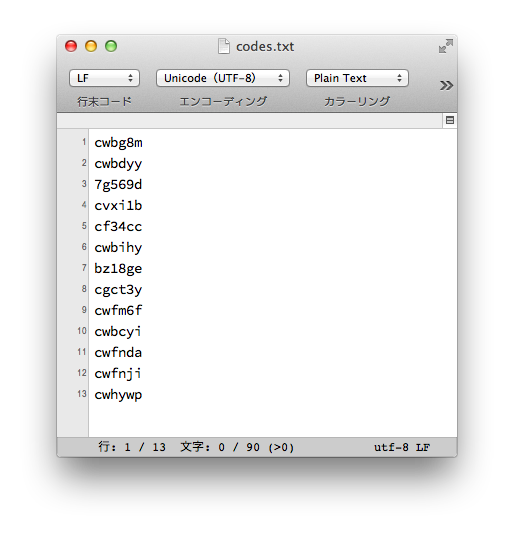 codes.txt
LF Unicode (UTF-8) Plain Text
行末コード エンコーディング カラーリング
1 cwbg8m
2 cwbdyy
3 7g569d
4 cvxi1b
5 cf34cc
6 cwbihy
7 bz18ge
8 cgct3y
9 cwfm6f
10 cwbcyi
11 cwfnda
12 cwfnji
13 cwhywp
行: 1 / 13 文字: 0 / 90 (>0) utf-8 LF